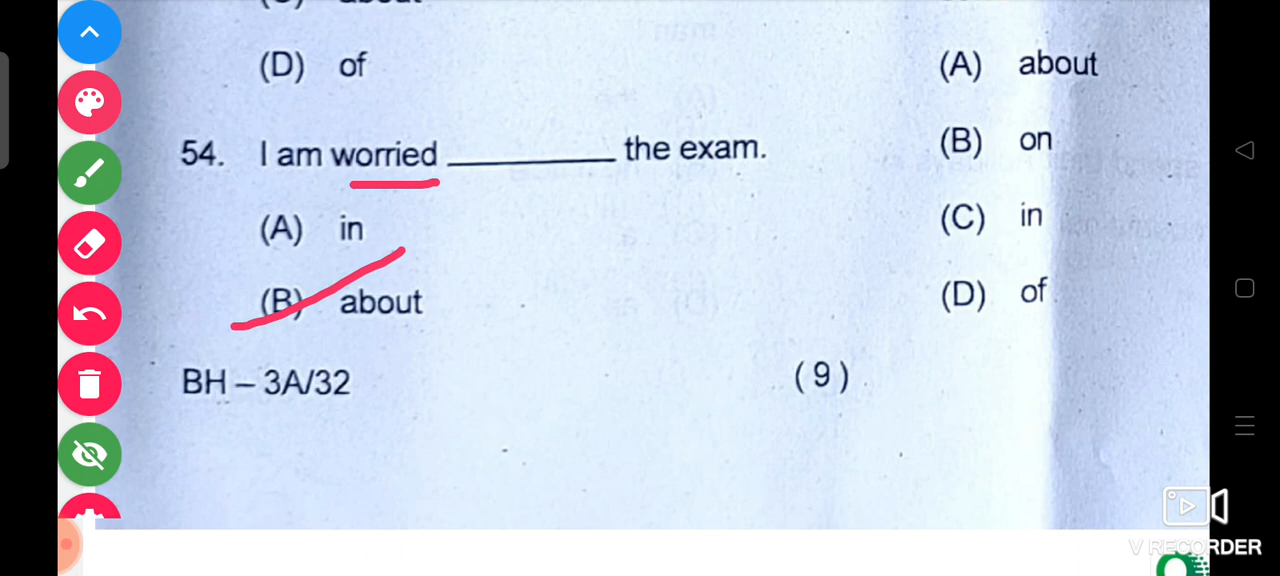 (D) of
54. I am worried ________ the exam.
(A) in
(B) about
BH – 3A/32
(A) about
(B) on
(C) in
(D) of
(9)
V RECORDER